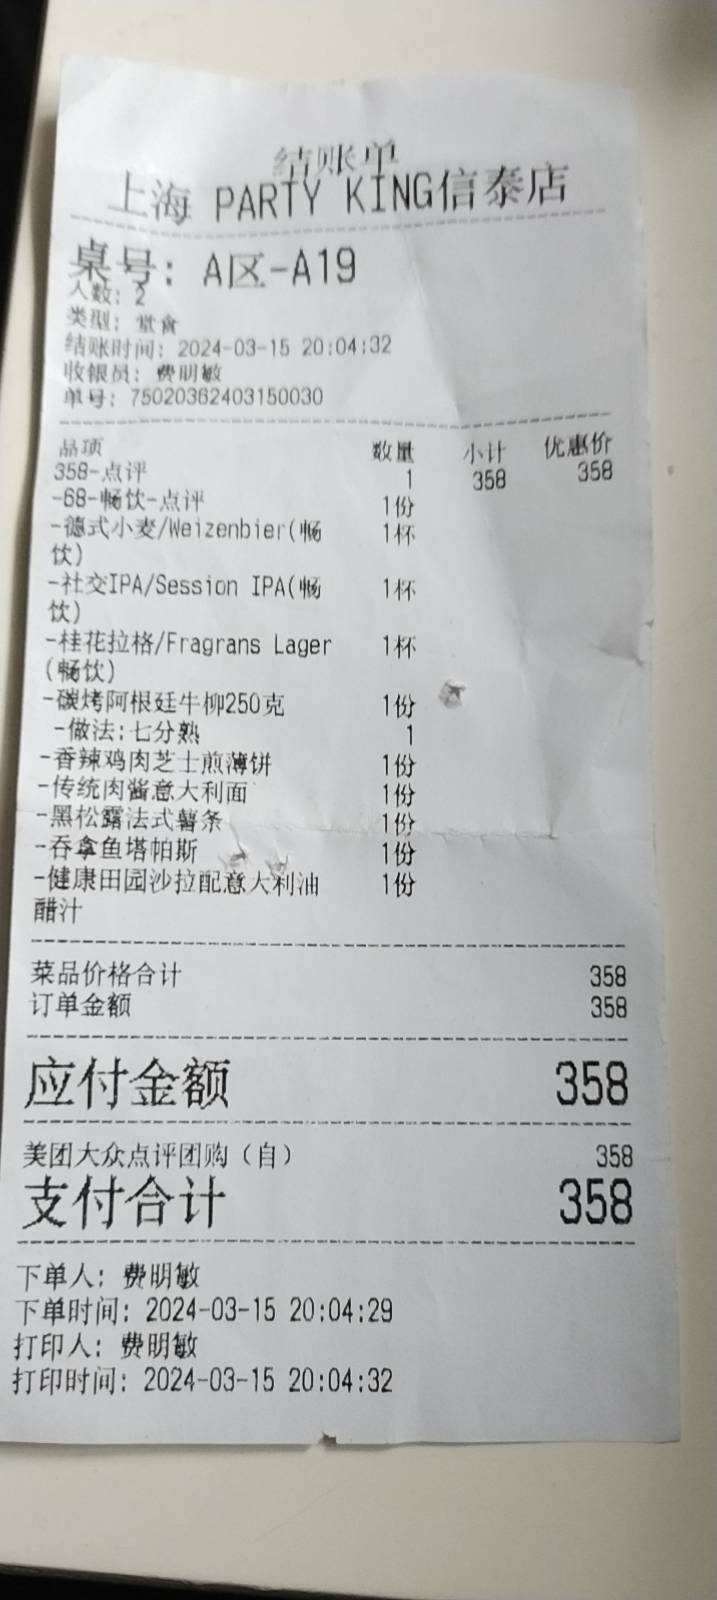 结账单
上海 PARTY KING信泰店
桌号: A区-A19
人数: 2
类型: 堂食
结账时间: 2024-03-15 20:04:32
收银员: 费明敏
单号: 75020362403150030
品项 数量 小计 优惠价
358-点评 1 358 358
-68-畅饮-点评 1份
-德式小麦/Weizenbier(畅 1杯
饮)
-社交IPA/Session IPA(畅 1杯
饮)
-桂花拉格/Fragrans Lager 1杯
(畅饮)
-碳烤阿根廷牛柳250克 1份
-做法:七分熟 1
-香辣鸡肉芝士煎薄饼 1份
-传统肉酱意大利面 1份
-黑松露法式薯条 1份
-吞拿鱼塔帕斯 1份
-健康田园沙拉配意大利油 1份
醋汁
菜品价格合计 358
订单金额 358
应付金额 358
美团大众点评团购（自） 358
支付合计 358
下单人: 费明敏
下单时间: 2024-03-15 20:04:29
打印人: 费明敏
打印时间: 2024-03-15 20:04:32